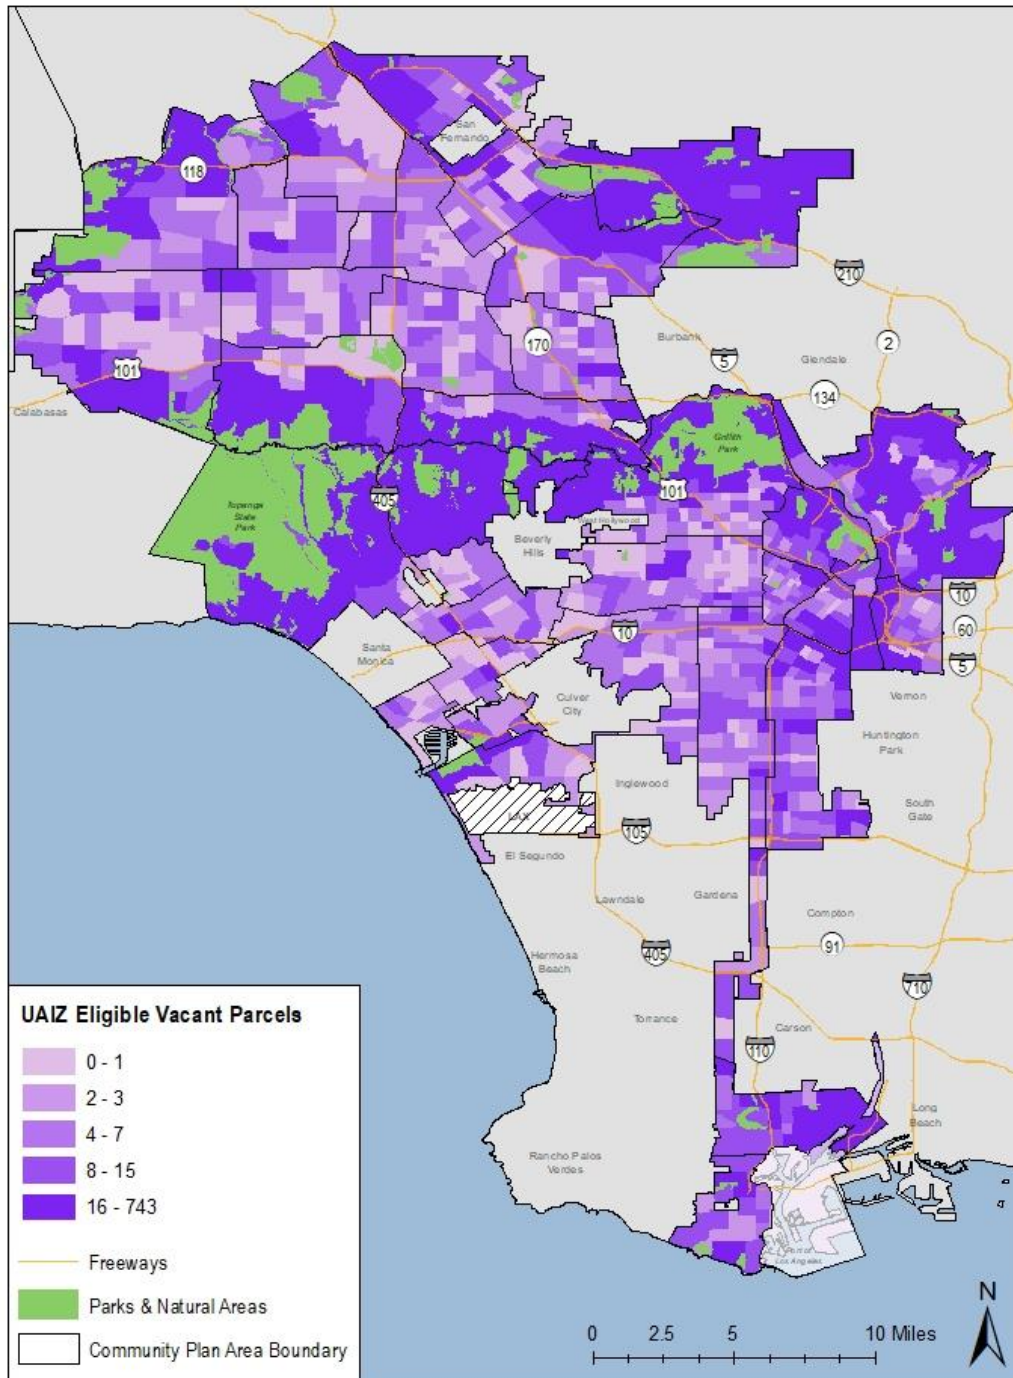 San
Fernando
118
210
170
Burbank
2
5
Glendale
101
134
Calabasas
Griffith
Park
101
405
Topanga
State
Park
West Hollywood
Beverly
Hills
10
10
60
Santa
Monica
5
Culver
City
Vernon
Huntington
Park
Inglewood
South
Gate
LAX
105
El Segundo
Lawndale
Gardena
Compton
91
405
Hermosa
Beach
710
Torrance
Carson
110
Long
Beach
Rancho Palos
Verdes
Port of
Los Angeles
UAIZ Eligible Vacant Parcels
0 - 1
2 - 3
4 - 7
8 - 15
16 - 743
Freeways
Parks & Natural Areas
Community Plan Area Boundary
0 2.5 5 10 Miles
N